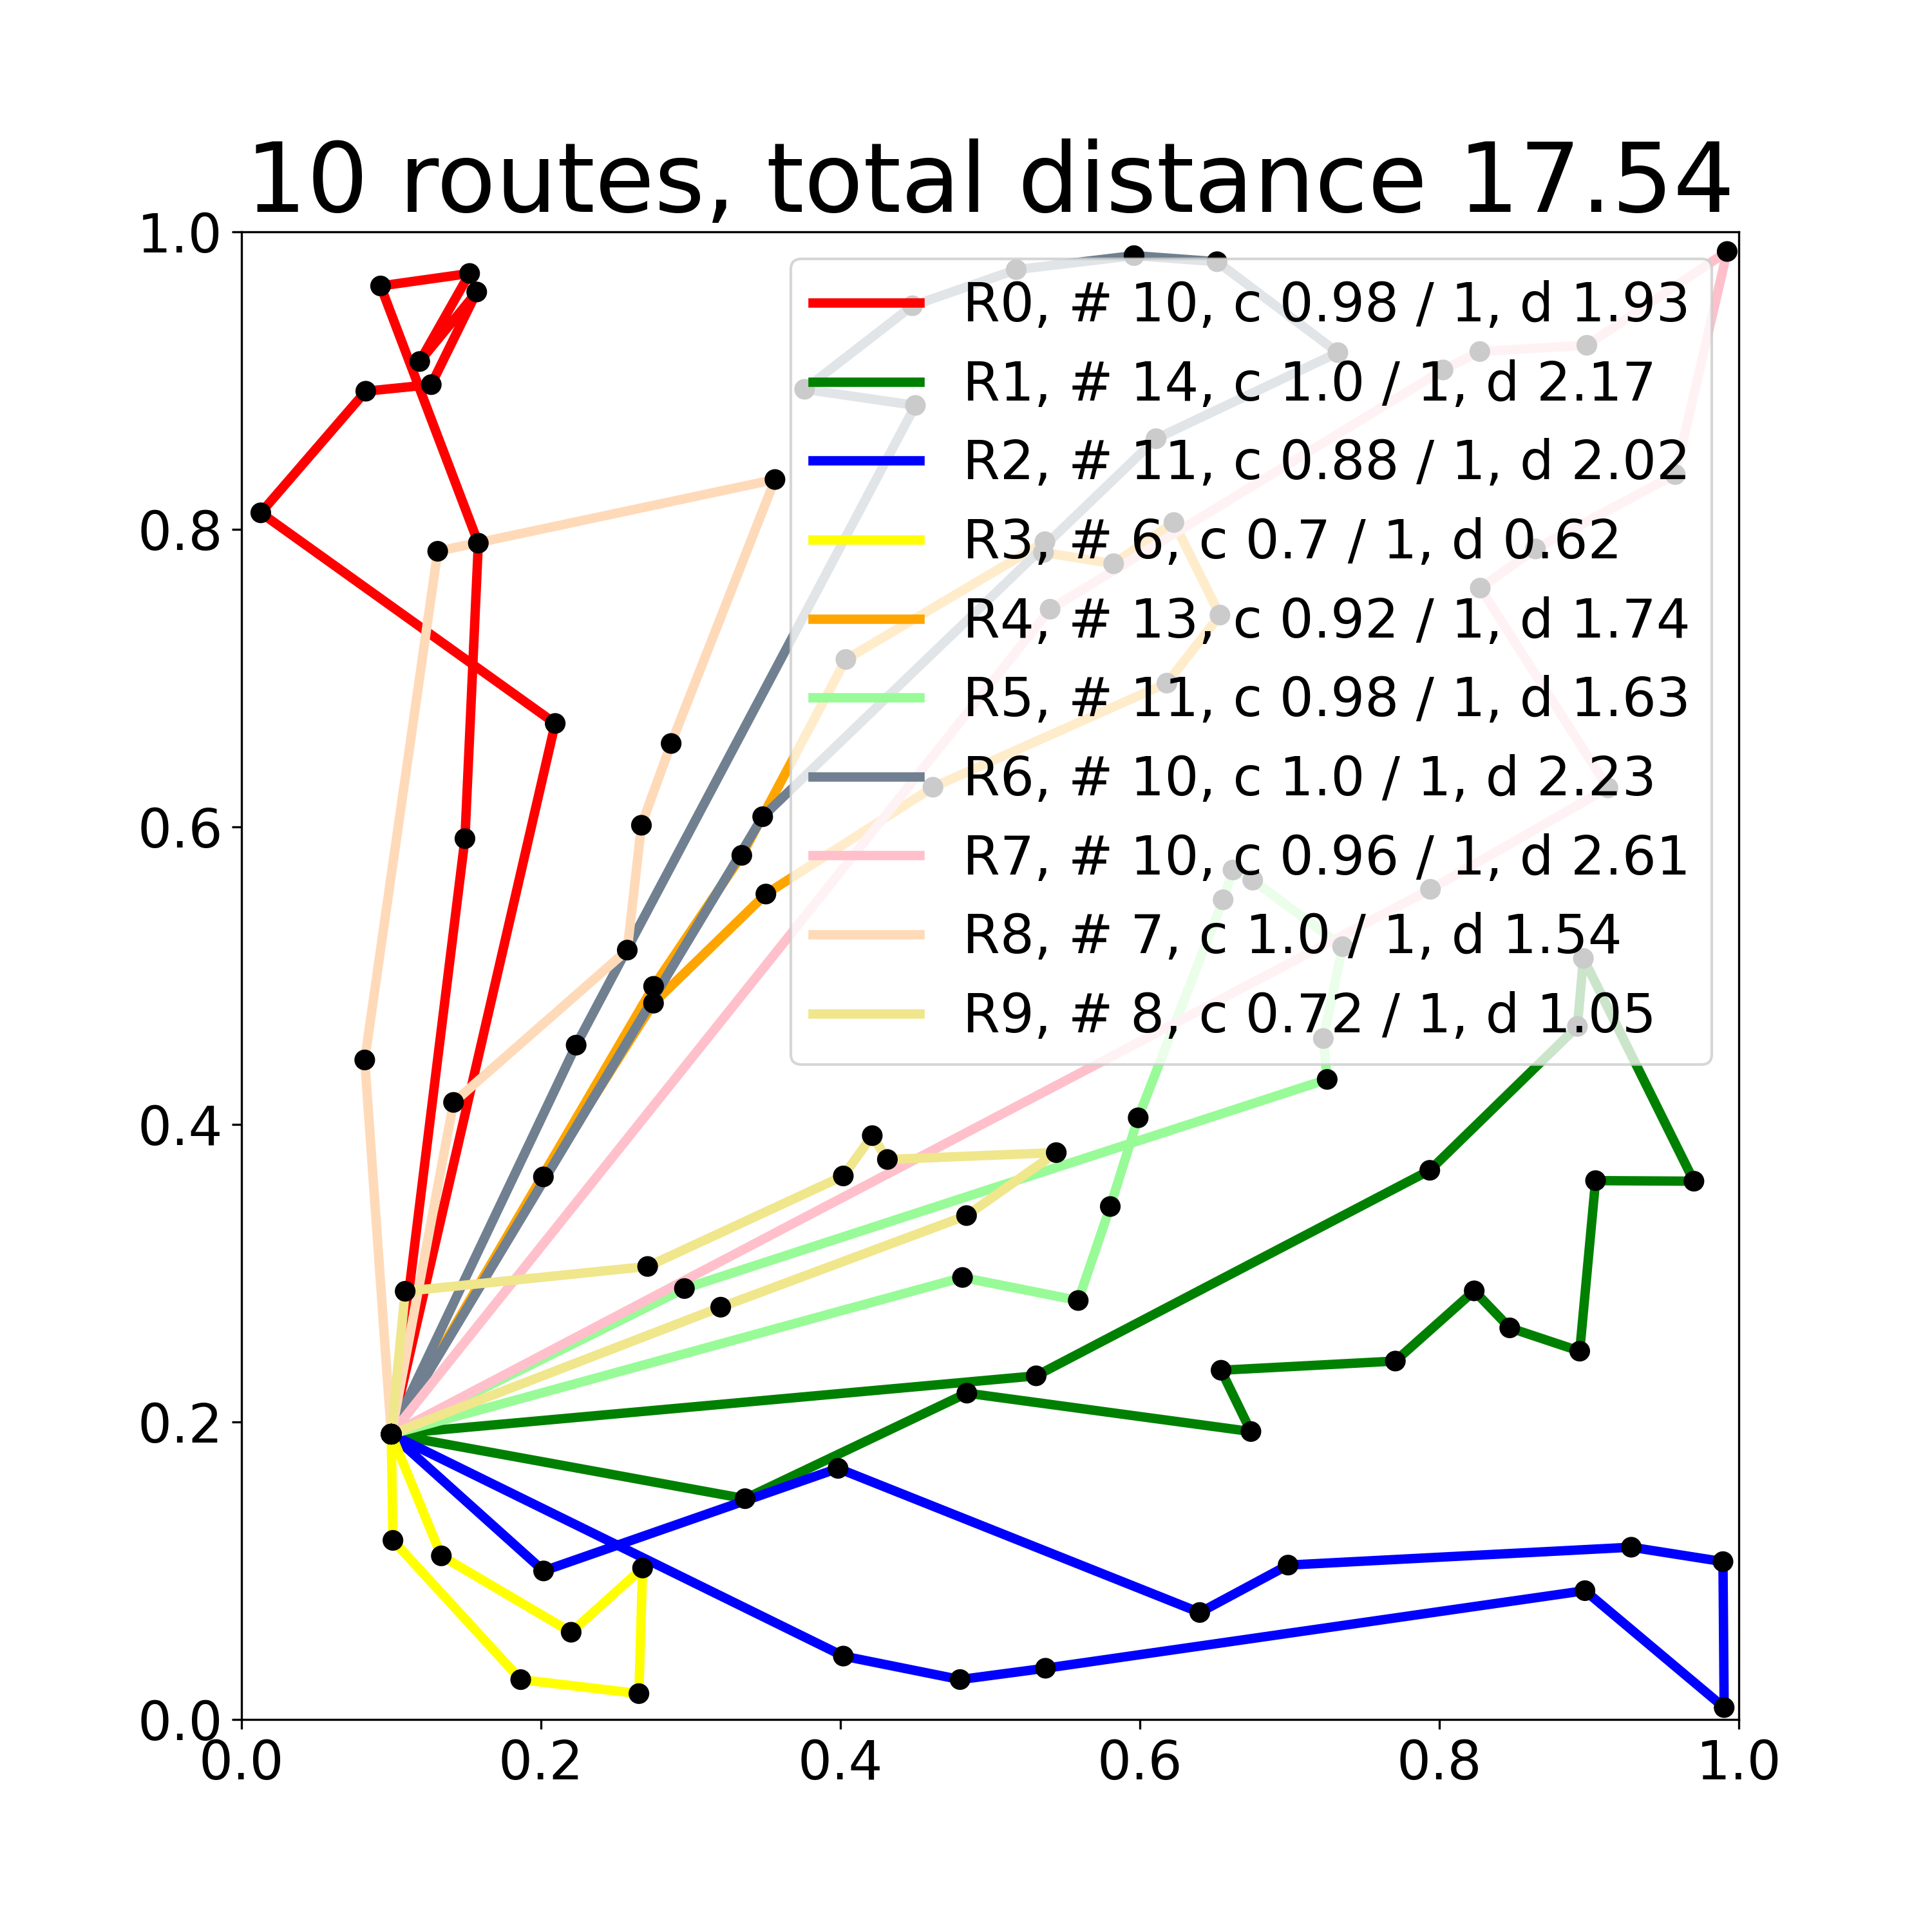 10 routes, total distance 17.54
1.0
0.8
0.6
0.4
0.2
0.0
R0, # 10, c 0.98 / 1, d 1.93
R1, # 14, c 1.0 / 1, d 2.17
R2, # 11, c 0.88 / 1, d 2.02
R3, # 6, c 0.7 / 1, d 0.62
R4, # 13, c 0.92 / 1, d 1.74
R5, # 11, c 0.98 / 1, d 1.63
R6, # 10, c 1.0 / 1, d 2.23
R7, # 10, c 0.96 / 1, d 2.61
R8, # 7, c 1.0 / 1, d 1.54
R9, # 8, c 0.72 / 1, d 1.05
0.0 0.2 0.4 0.6 0.8 1.0